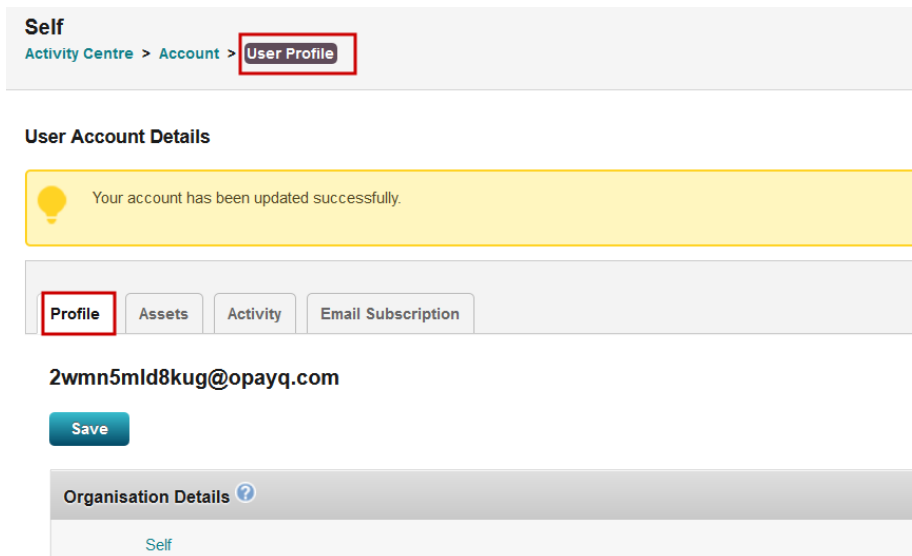 Self
Activity Centre > Account > User Profile
User Account Details
Your account has been updated successfully.
Profile Assets Activity Email Subscription
2wmn5mld8kug@opayq.com
Save
Organisation Details ?
Self